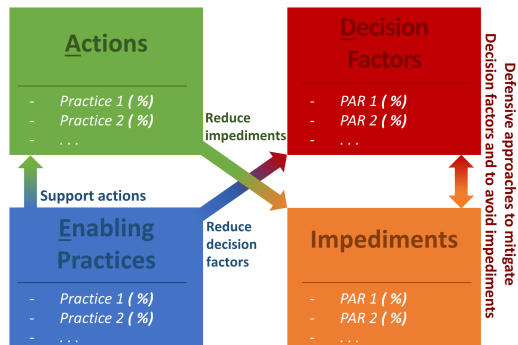 Actions
- Practice 1 ( %)
- Practice 2 ( %)
- . . .
Decision
Factors
- PAR 1 ( %)
- PAR 2 ( %)
- . . .
Reduce
impediments
Support actions
Reduce
decision
factors
Enabling
Practices
- Practice 1 ( %)
- Practice 2 ( %)
- . . .
Impediments
- PAR 1 ( %)
- PAR 2 ( %)
- . . .
Defensive approaches to mitigate
Decision factors and to avoid impediments